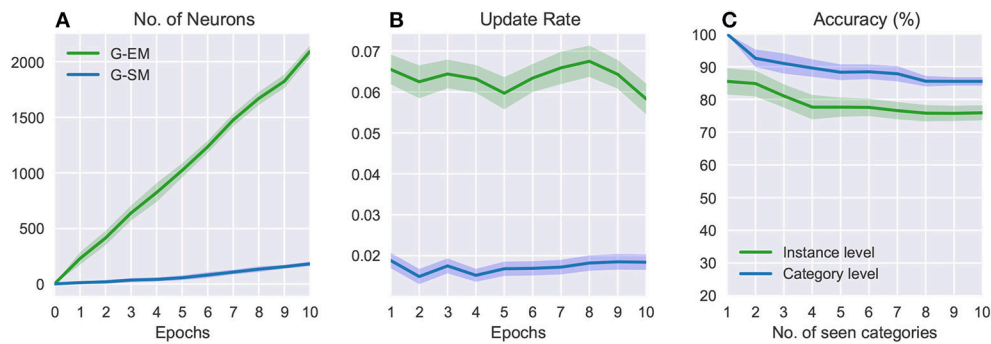 A No. of Neurons
G-EM
G-SM
2000
1500
1000
500
0
0 1 2 3 4 5 6 7 8 9 10
Epochs
B Update Rate
0.07
0.06
0.05
0.04
0.03
0.02
1 2 3 4 5 6 7 8 9 10
Epochs
C Accuracy (%)
100
90
80
70
60
50
40
30
20
Instance level
Category level
1 2 3 4 5 6 7 8 9 10
No. of seen categories